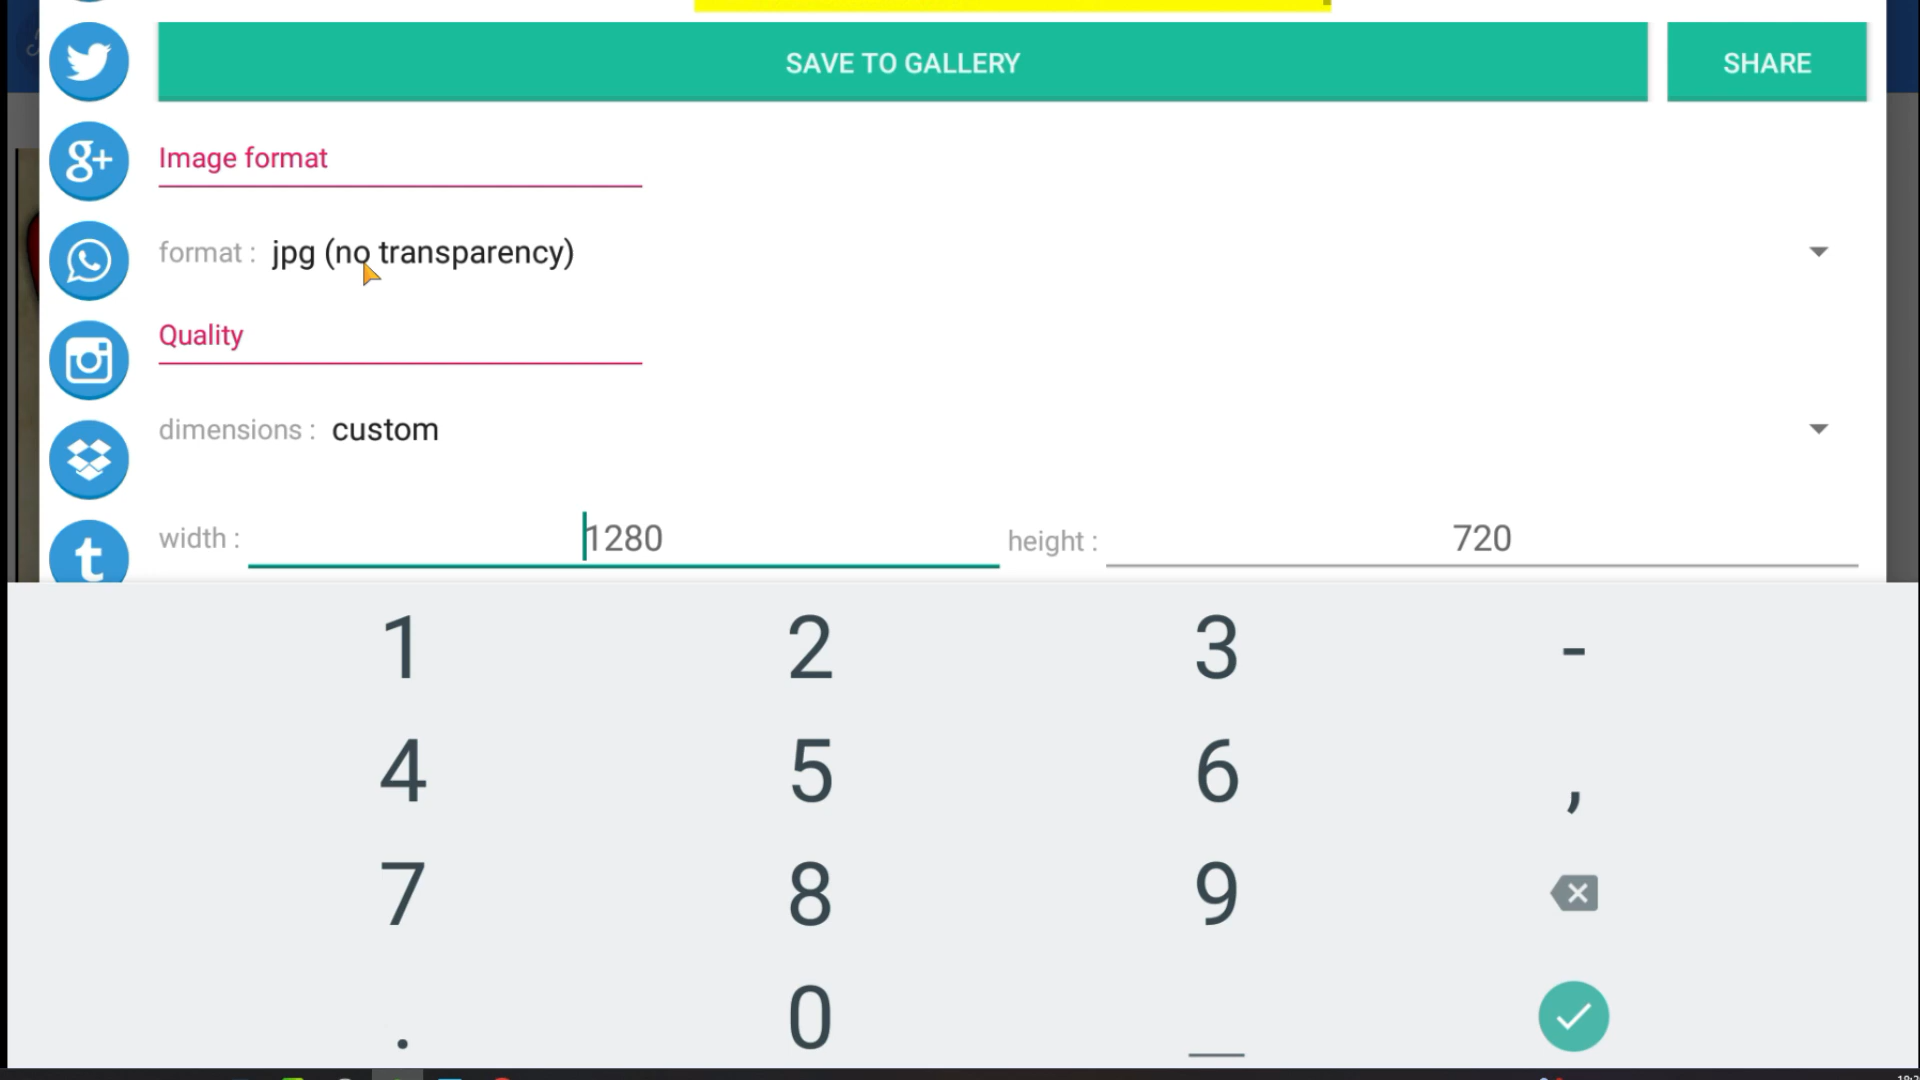 SAVE TO GALLERY
SHARE
g+
Image format
format : jpg (no transparency)
Quality
dimensions : custom
t
width : 1280 height : 720
1 2 3 -
4 5 6 ,
7 8 9
. 0 _